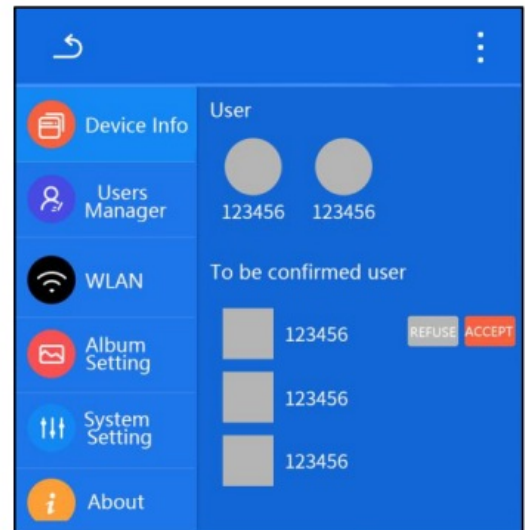 Device Info
Users
Manager
WLAN
Album
Setting
System
Setting
About
User
123456 123456
To be confirmed user
123456 REFUSE ACCEPT
123456
123456